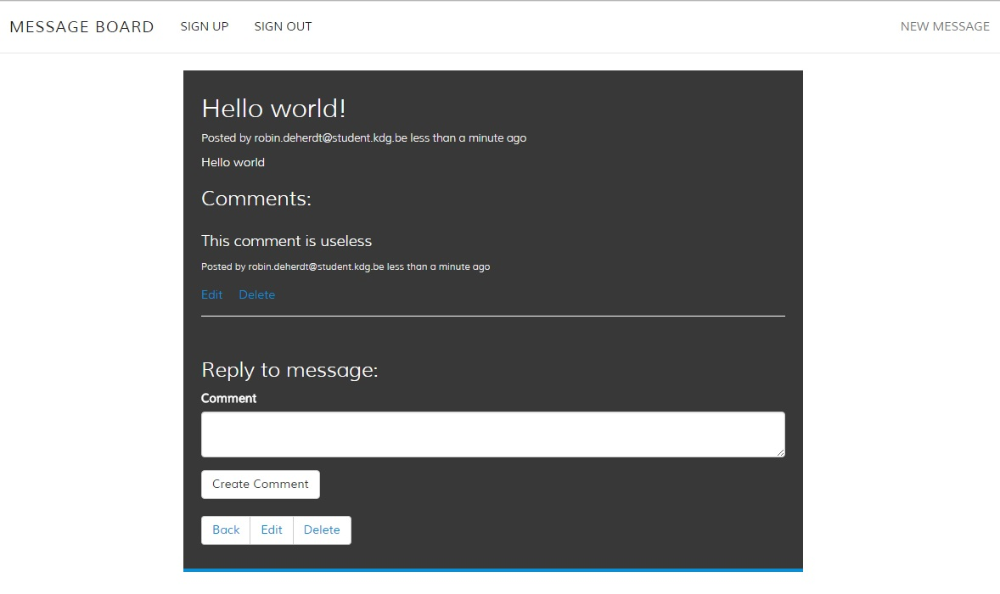 MESSAGE BOARD SIGN UP SIGN OUT NEW MESSAGE
Hello world!
Posted by robin.deherdt@student.kdg.be less than a minute ago
Hello world
Comments:
This comment is useless
Posted by robin.deherdt@student.kdg.be less than a minute ago
Edit Delete
Reply to message:
Comment
Create Comment
Back Edit Delete